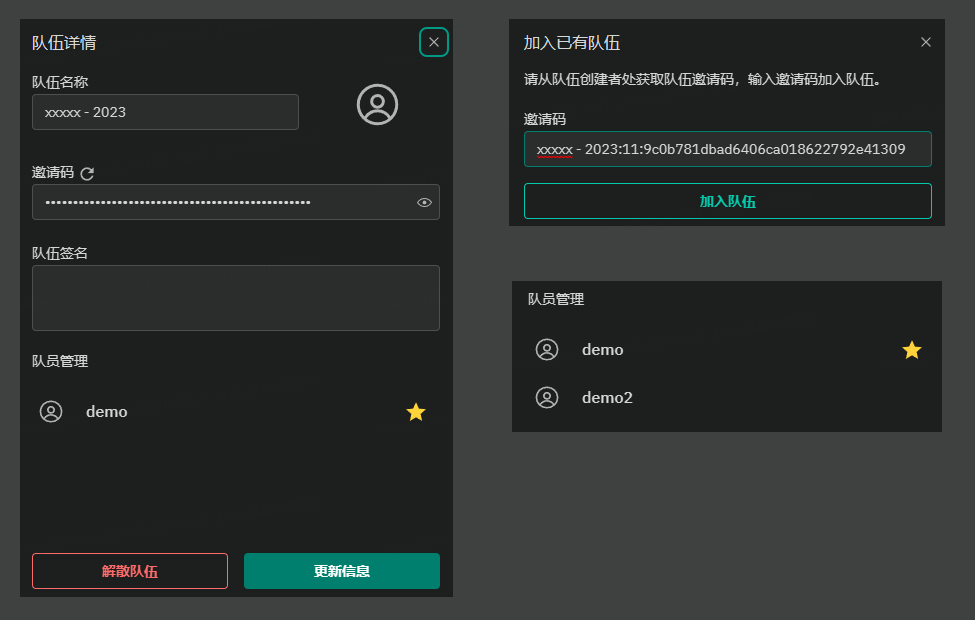 队伍详情
队伍名称
xxxxx - 2023
邀请码
••••••••••••••••••••••••••••••••••••••••••••••••
队伍签名
队员管理
demo
解散队伍
更新信息
加入已有队伍
请从队伍创建者处获取队伍邀请码，输入邀请码加入队伍。
邀请码
xxxxx - 2023:11:9c0b781dbad6406ca018622792e41309
加入队伍
队员管理
demo
demo2